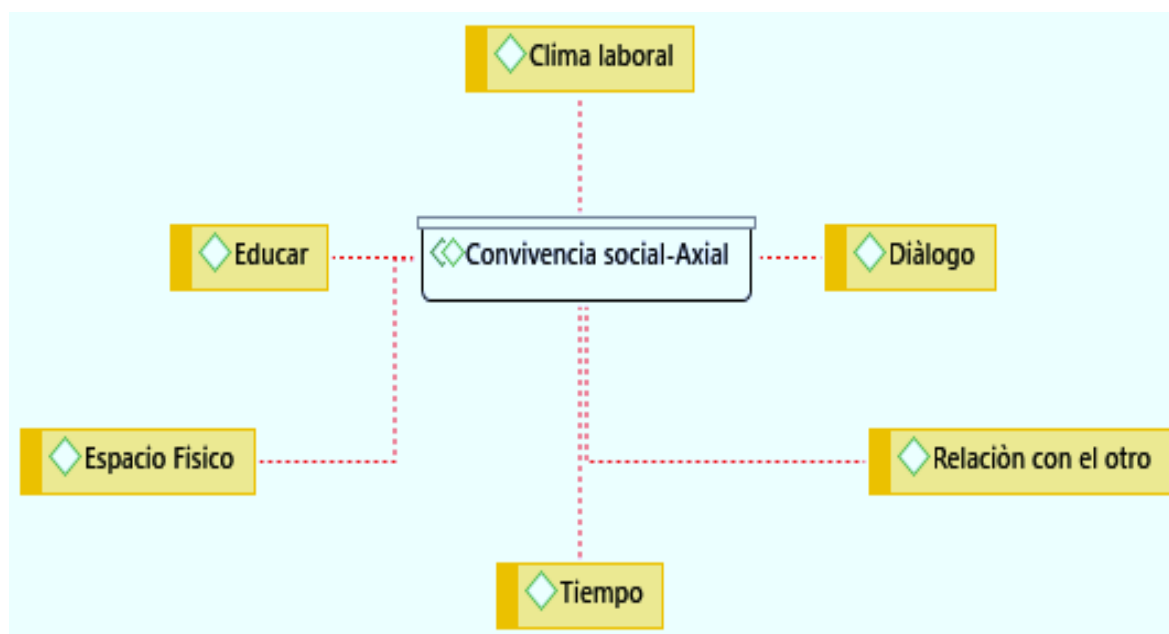 Clima laboral
Educar
Convivencia social-Axial
Diàlogo
Espacio Fisico
Relaciòn con el otro
Tiempo